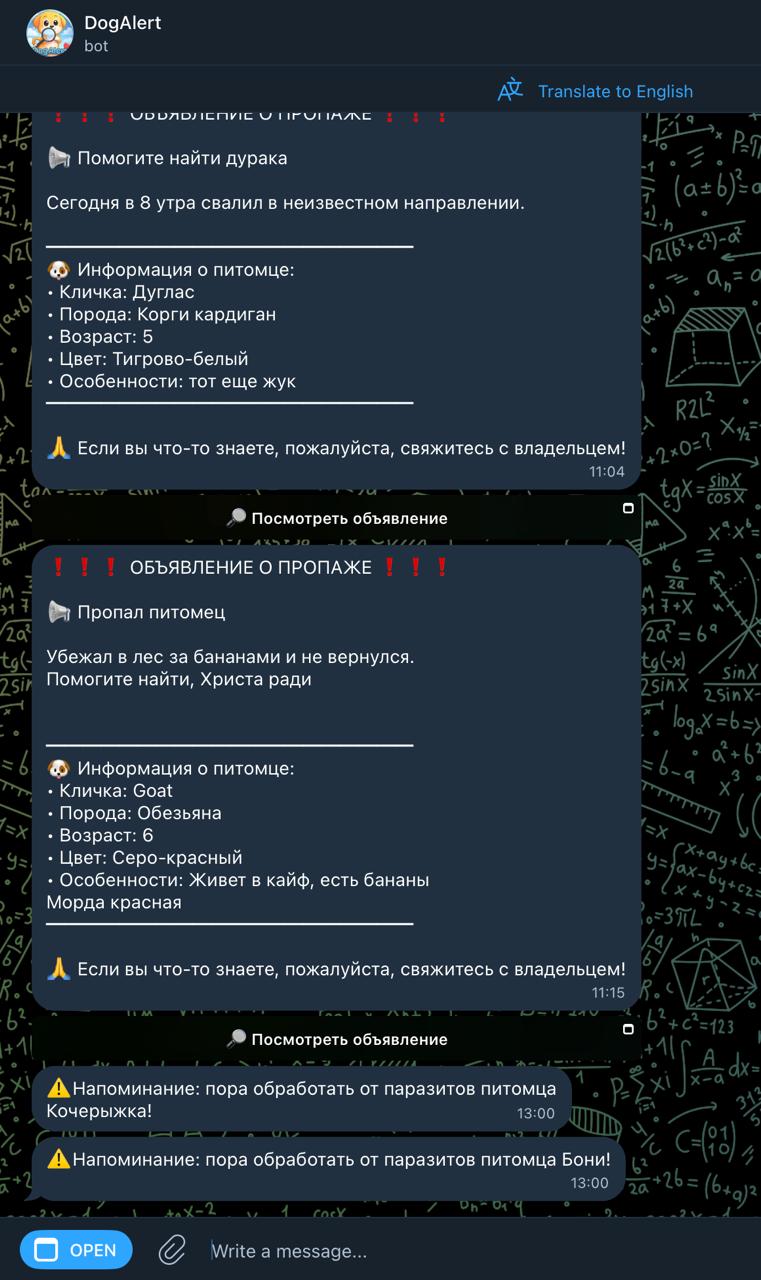 DogAlert
bot
Translate to English
❗❗❗ ОБЪЯВЛЕНИЕ О ПРОПАЖЕ ❗❗❗
📢 Помогите найти дурака
Сегодня в 8 утра свалил в неизвестном направлении.
🐶 Информация о питомце:
• Кличка: Дуглас
• Порода: Корги кардиган
• Возраст: 5
• Цвет: Тигрово-белый
• Особенности: тот еще жук
🙏 Если вы что-то знаете, пожалуйста, свяжитесь с владельцем!
11:04
🔎 Посмотреть объявление
❗❗❗ ОБЪЯВЛЕНИЕ О ПРОПАЖЕ ❗❗❗
📢 Пропал питомец
Убежал в лес за бананами и не вернулся.
Помогите найти, Христа ради
🐶 Информация о питомце:
• Кличка: Goat
• Порода: Обезьяна
• Возраст: 6
• Цвет: Серо-красный
• Особенности: Живет в кайф, есть бананы
Морда красная
🙏 Если вы что-то знаете, пожалуйста, свяжитесь с владельцем!
11:15
🔎 Посмотреть объявление
⚠️Напоминание: пора обработать от паразитов питомца
Кочерыжка!
13:00
⚠️Напоминание: пора обработать от паразитов питомца Бони!
13:00
OPEN
Write a message...